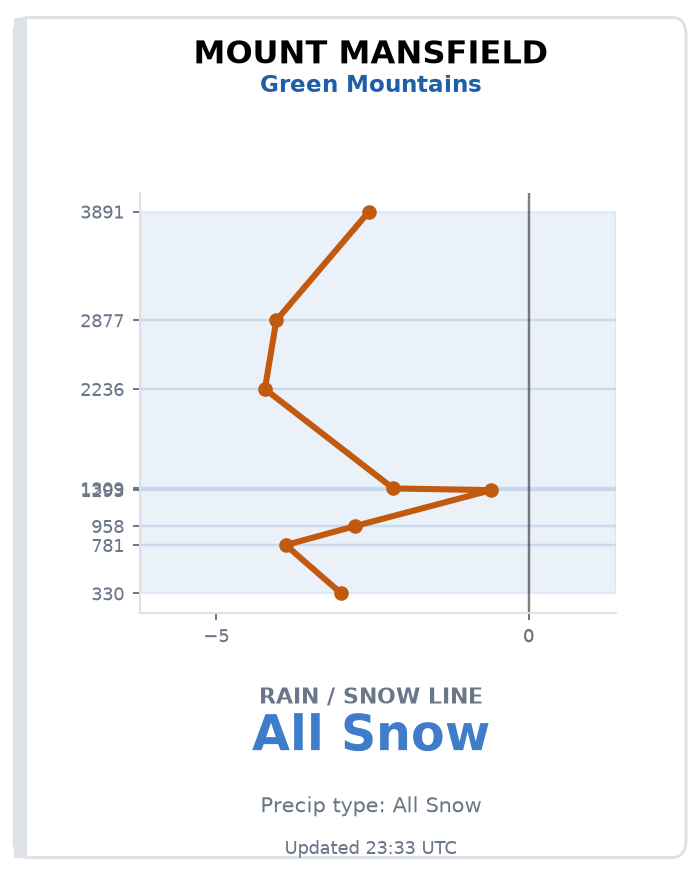 MOUNT MANSFIELD
Green Mountains
3891
2877
2236
958
781
330
−5 0
RAIN / SNOW LINE
All Snow
Precip type: All Snow
Updated 23:33 UTC